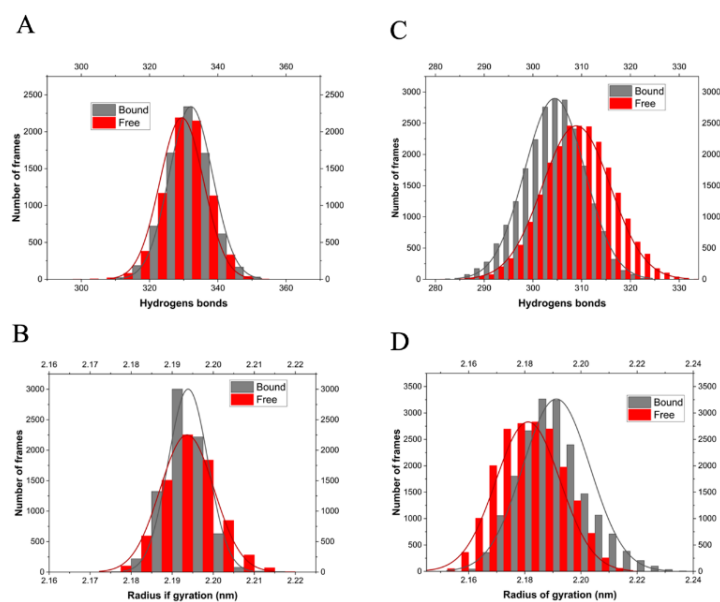 A
300 320 340 360
2500
2000
1500
1000
500
0
Number of frames
Bound
Free
2500
2000
1500
1000
500
0
300 320 340 360
Hydrogens bonds
C
280 290 300 310 320 330
3500
3000
2500
2000
1500
1000
500
0
Number of frames
Bound
Free
3000
2500
2000
1500
1000
500
0
280 290 300 310 320 330
Hydrogens bonds
B
2.16 2.17 2.18 2.19 2.20 2.21 2.22
3000
2500
2000
1500
1000
500
0
Number of frames
Bound
Free
3000
2500
2000
1500
1000
500
0
2.16 2.17 2.18 2.19 2.20 2.21 2.22
Radius if gyration (nm)
D
2.16 2.18 2.20 2.22 2.24
3500
3000
2500
2000
1500
1000
500
0
Number of frames
Bound
Free
3500
3000
2500
2000
1500
1000
500
0
2.16 2.18 2.20 2.22 2.24
Radius of gyration (nm)